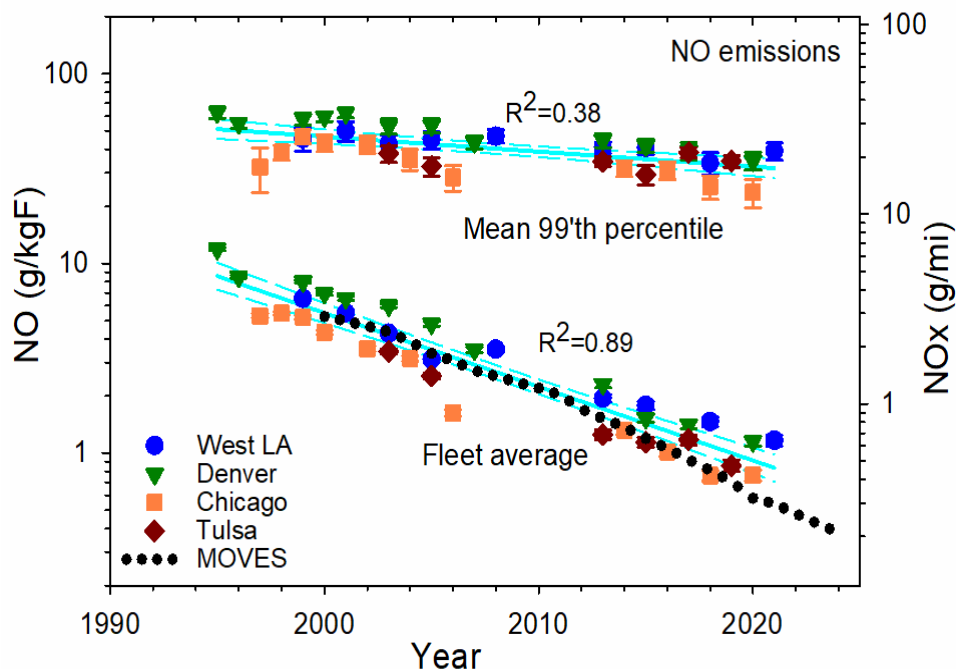 NO emissions
100
100
R²=0.38
Mean 99'th percentile
10
10
R²=0.89
1
1
Fleet average
West LA
Denver
Chicago
Tulsa
MOVES
NO (g/kgF)
NOx (g/mi)
1990
2000
2010
2020
Year